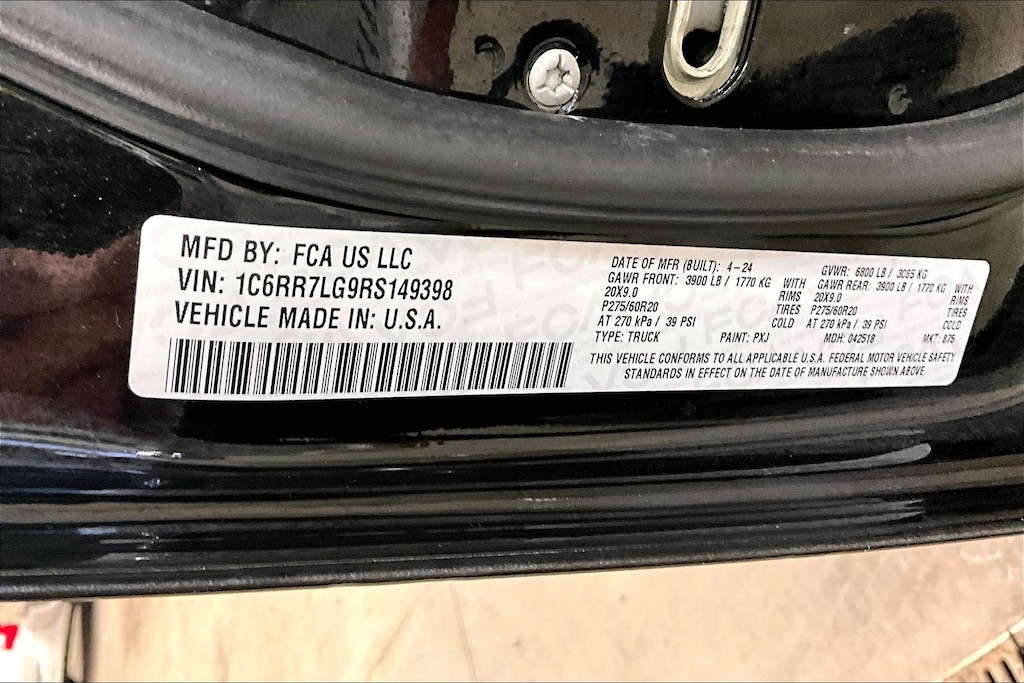 MFD BY: FCA US LLC
VIN: 1C6RR7LG9RS149398
VEHICLE MADE IN: U.S.A.
DATE OF MFR (BUILT): 4-24 GVWR: 6800 LB / 3085 KG
GAWR FRONT: 3900 LB / 1770 KG WITH GAWR REAR: 3900 LB / 1770 KG WITH
20X9.0 RIMS 20X9.0 RIMS
P275/60R20 TIRES P275/60R20 TIRES
AT 270 kPa / 39 PSI COLD AT 270 kPa / 39 PSI COLD
TYPE: TRUCK PAINT: PXJ MDH: 042518 MKT: 875
THIS VEHICLE CONFORMS TO ALL APPLICABLE U.S.A. FEDERAL MOTOR VEHICLE SAFETY
STANDARDS IN EFFECT ON THE DATE OF MANUFACTURE SHOWN ABOVE.